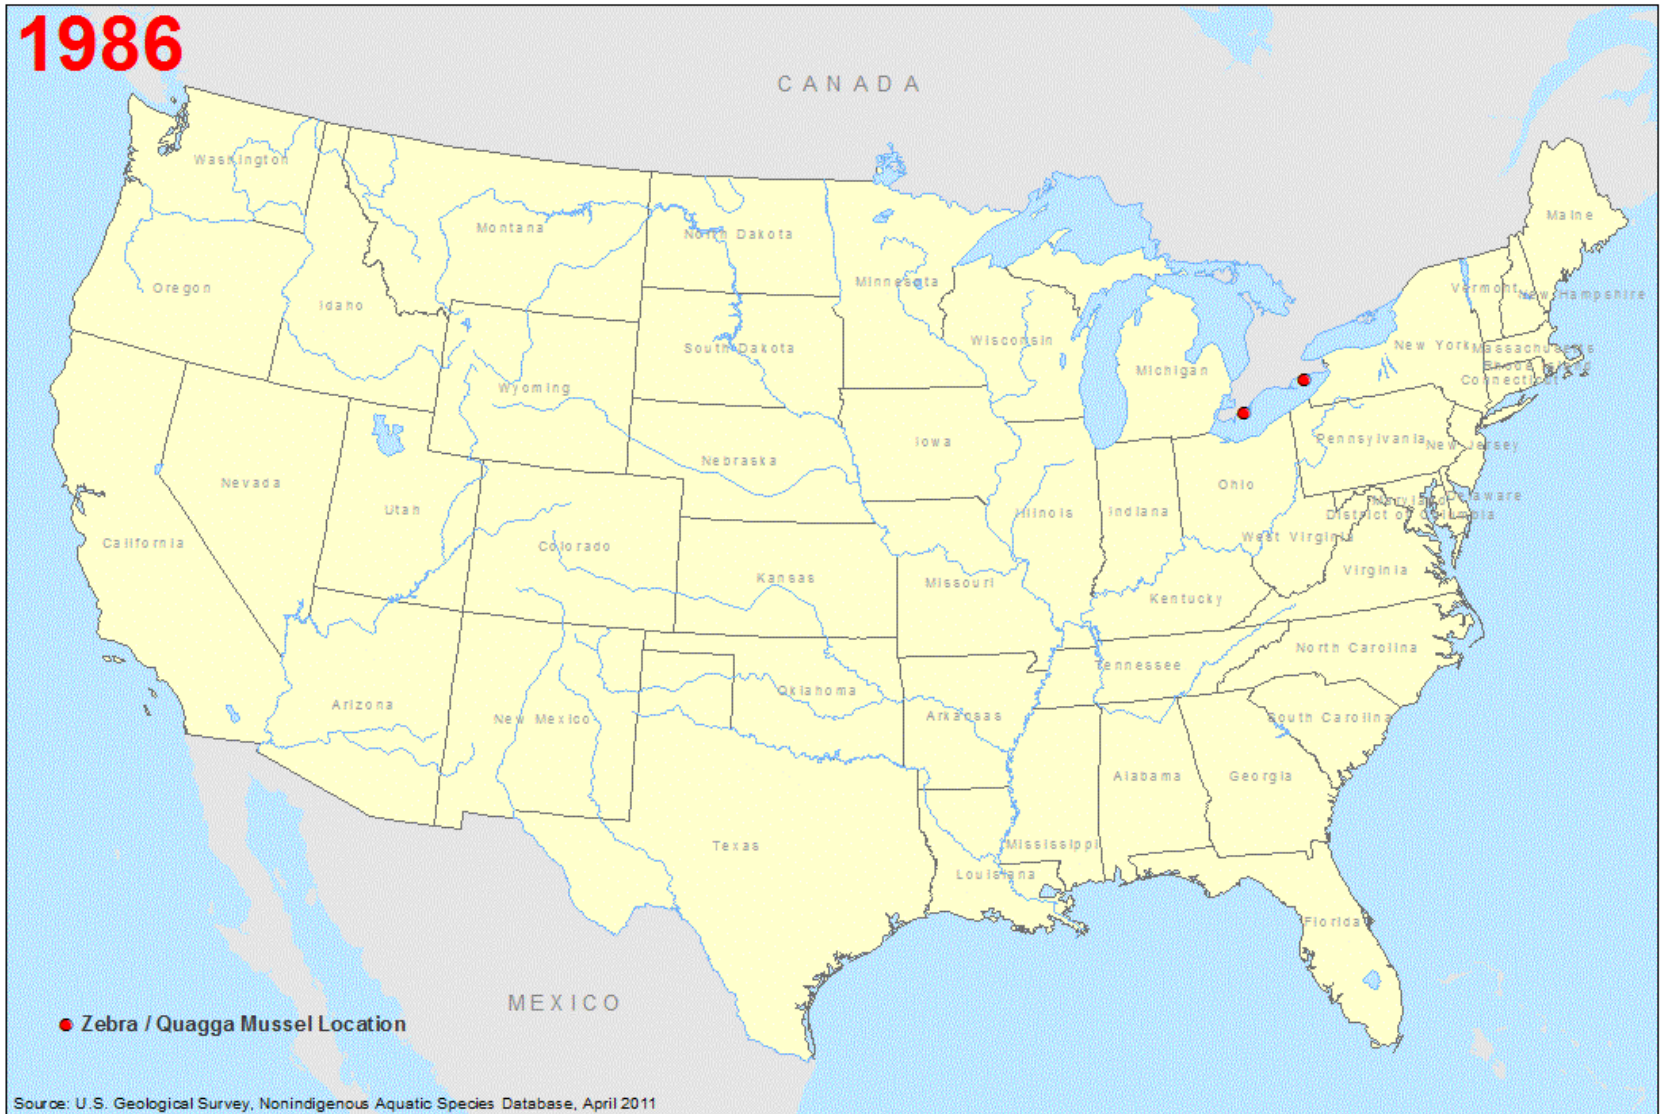 1986
CANADA
Washington
Maine
Montana
North Dakota
Oregon
Minnesota
Vermont
New Hampshire
Idaho
Wisconsin
New York
Massachusetts
South Dakota
Michigan
Rhode Island
Connecticut
Wyoming
Iowa
Pennsylvania
New Jersey
Nebraska
Nevada
Ohio
Maryland
Delaware
Utah
Illinois
Indiana
District of Columbia
California
Colorado
West Virginia
Virginia
Kansas
Missouri
Kentucky
North Carolina
Tennessee
Oklahoma
Arizona
New Mexico
Arkansas
South Carolina
Alabama
Georgia
Texas
Mississippi
Louisiana
Florida
MEXICO
Zebra / Quagga Mussel Location
Source: U.S. Geological Survey, Nonindigenous Aquatic Species Database, April 2011